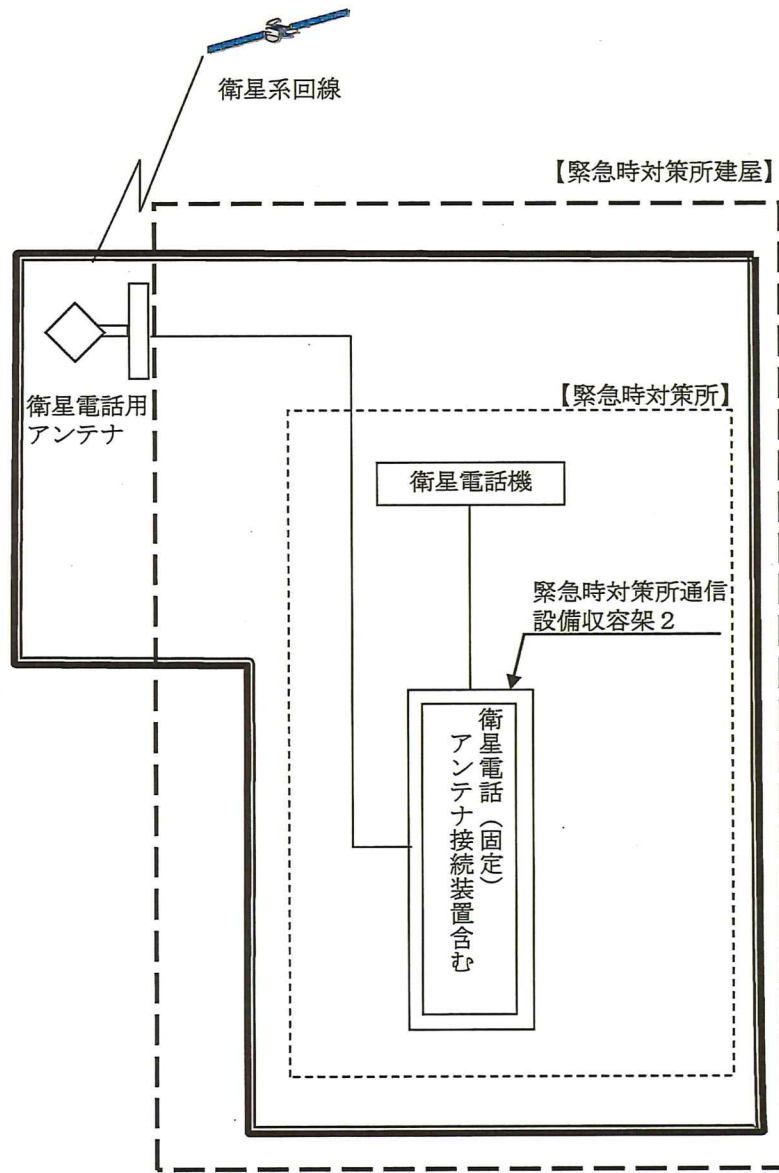 衛星系回線
【緊急時対策所建屋】
衛星電話用
アンテナ
【緊急時対策所】
衛星電話機
緊急時対策所通信
設備収容架２
衛星電話（固定）
アンテナ接続装置含む